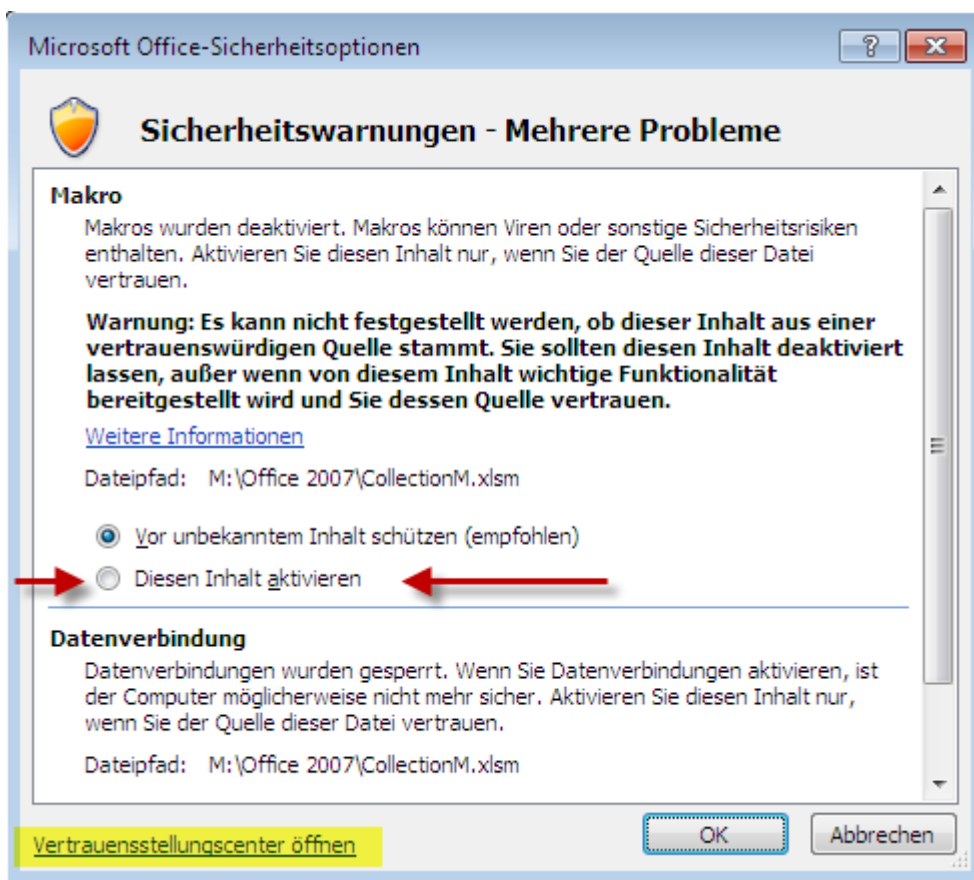 Microsoft Office-Sicherheitsoptionen
Sicherheitswarnungen - Mehrere Probleme
Makro
Makros wurden deaktiviert. Makros können Viren oder sonstige Sicherheitsrisiken
enthalten. Aktivieren Sie diesen Inhalt nur, wenn Sie der Quelle dieser Datei
vertrauen.
Warnung: Es kann nicht festgestellt werden, ob dieser Inhalt aus einer
vertrauenswürdigen Quelle stammt. Sie sollten diesen Inhalt deaktiviert
lassen, außer wenn von diesem Inhalt wichtige Funktionalität
bereitgestellt wird und Sie dessen Quelle vertrauen.
Weitere Informationen
Dateipfad: M:\Office 2007\CollectionM.xlsm
Vor unbekanntem Inhalt schützen (empfohlen)
Diesen Inhalt aktivieren
Datenverbindung
Datenverbindungen wurden gesperrt. Wenn Sie Datenverbindungen aktivieren, ist
der Computer möglicherweise nicht mehr sicher. Aktivieren Sie diesen Inhalt nur,
wenn Sie der Quelle dieser Datei vertrauen.
Dateipfad: M:\Office 2007\CollectionM.xlsm
Vertrauensstellungscenter öffnen
OK
Abbrechen